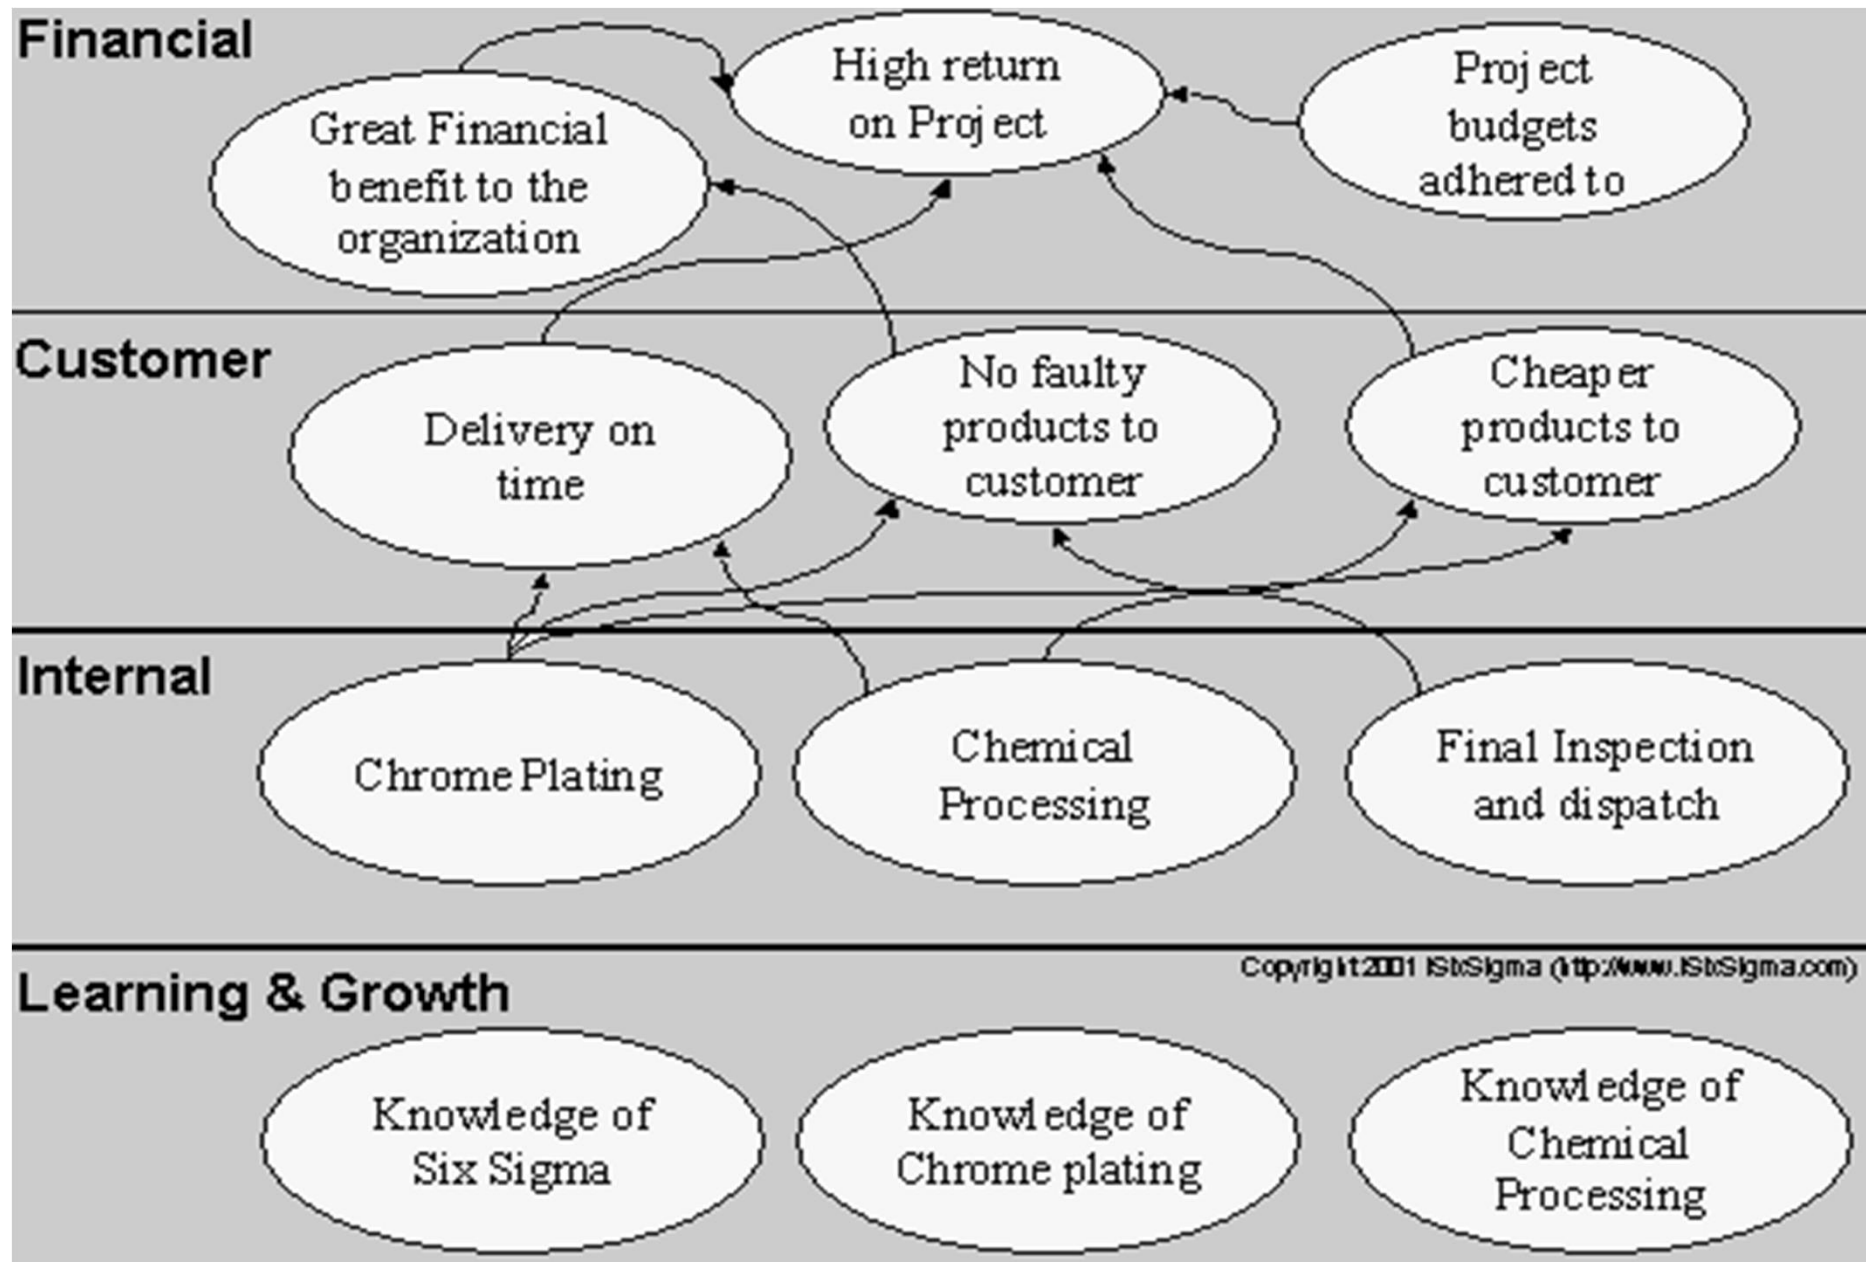 Financial
High return
on Project
Project
budgets
adhered to
Great Financial
benefit to the
organization
Customer
Delivery on
time
No faulty
products to
customer
Cheaper
products to
customer
Internal
Chrome Plating
Chemical
Processing
Final Inspection
and dispatch
Copyright 2001 iSixSigma (http://www.iSixSigma.com)
Learning & Growth
Knowledge of
Six Sigma
Knowledge of
Chrome plating
Knowledge of
Chemical
Processing